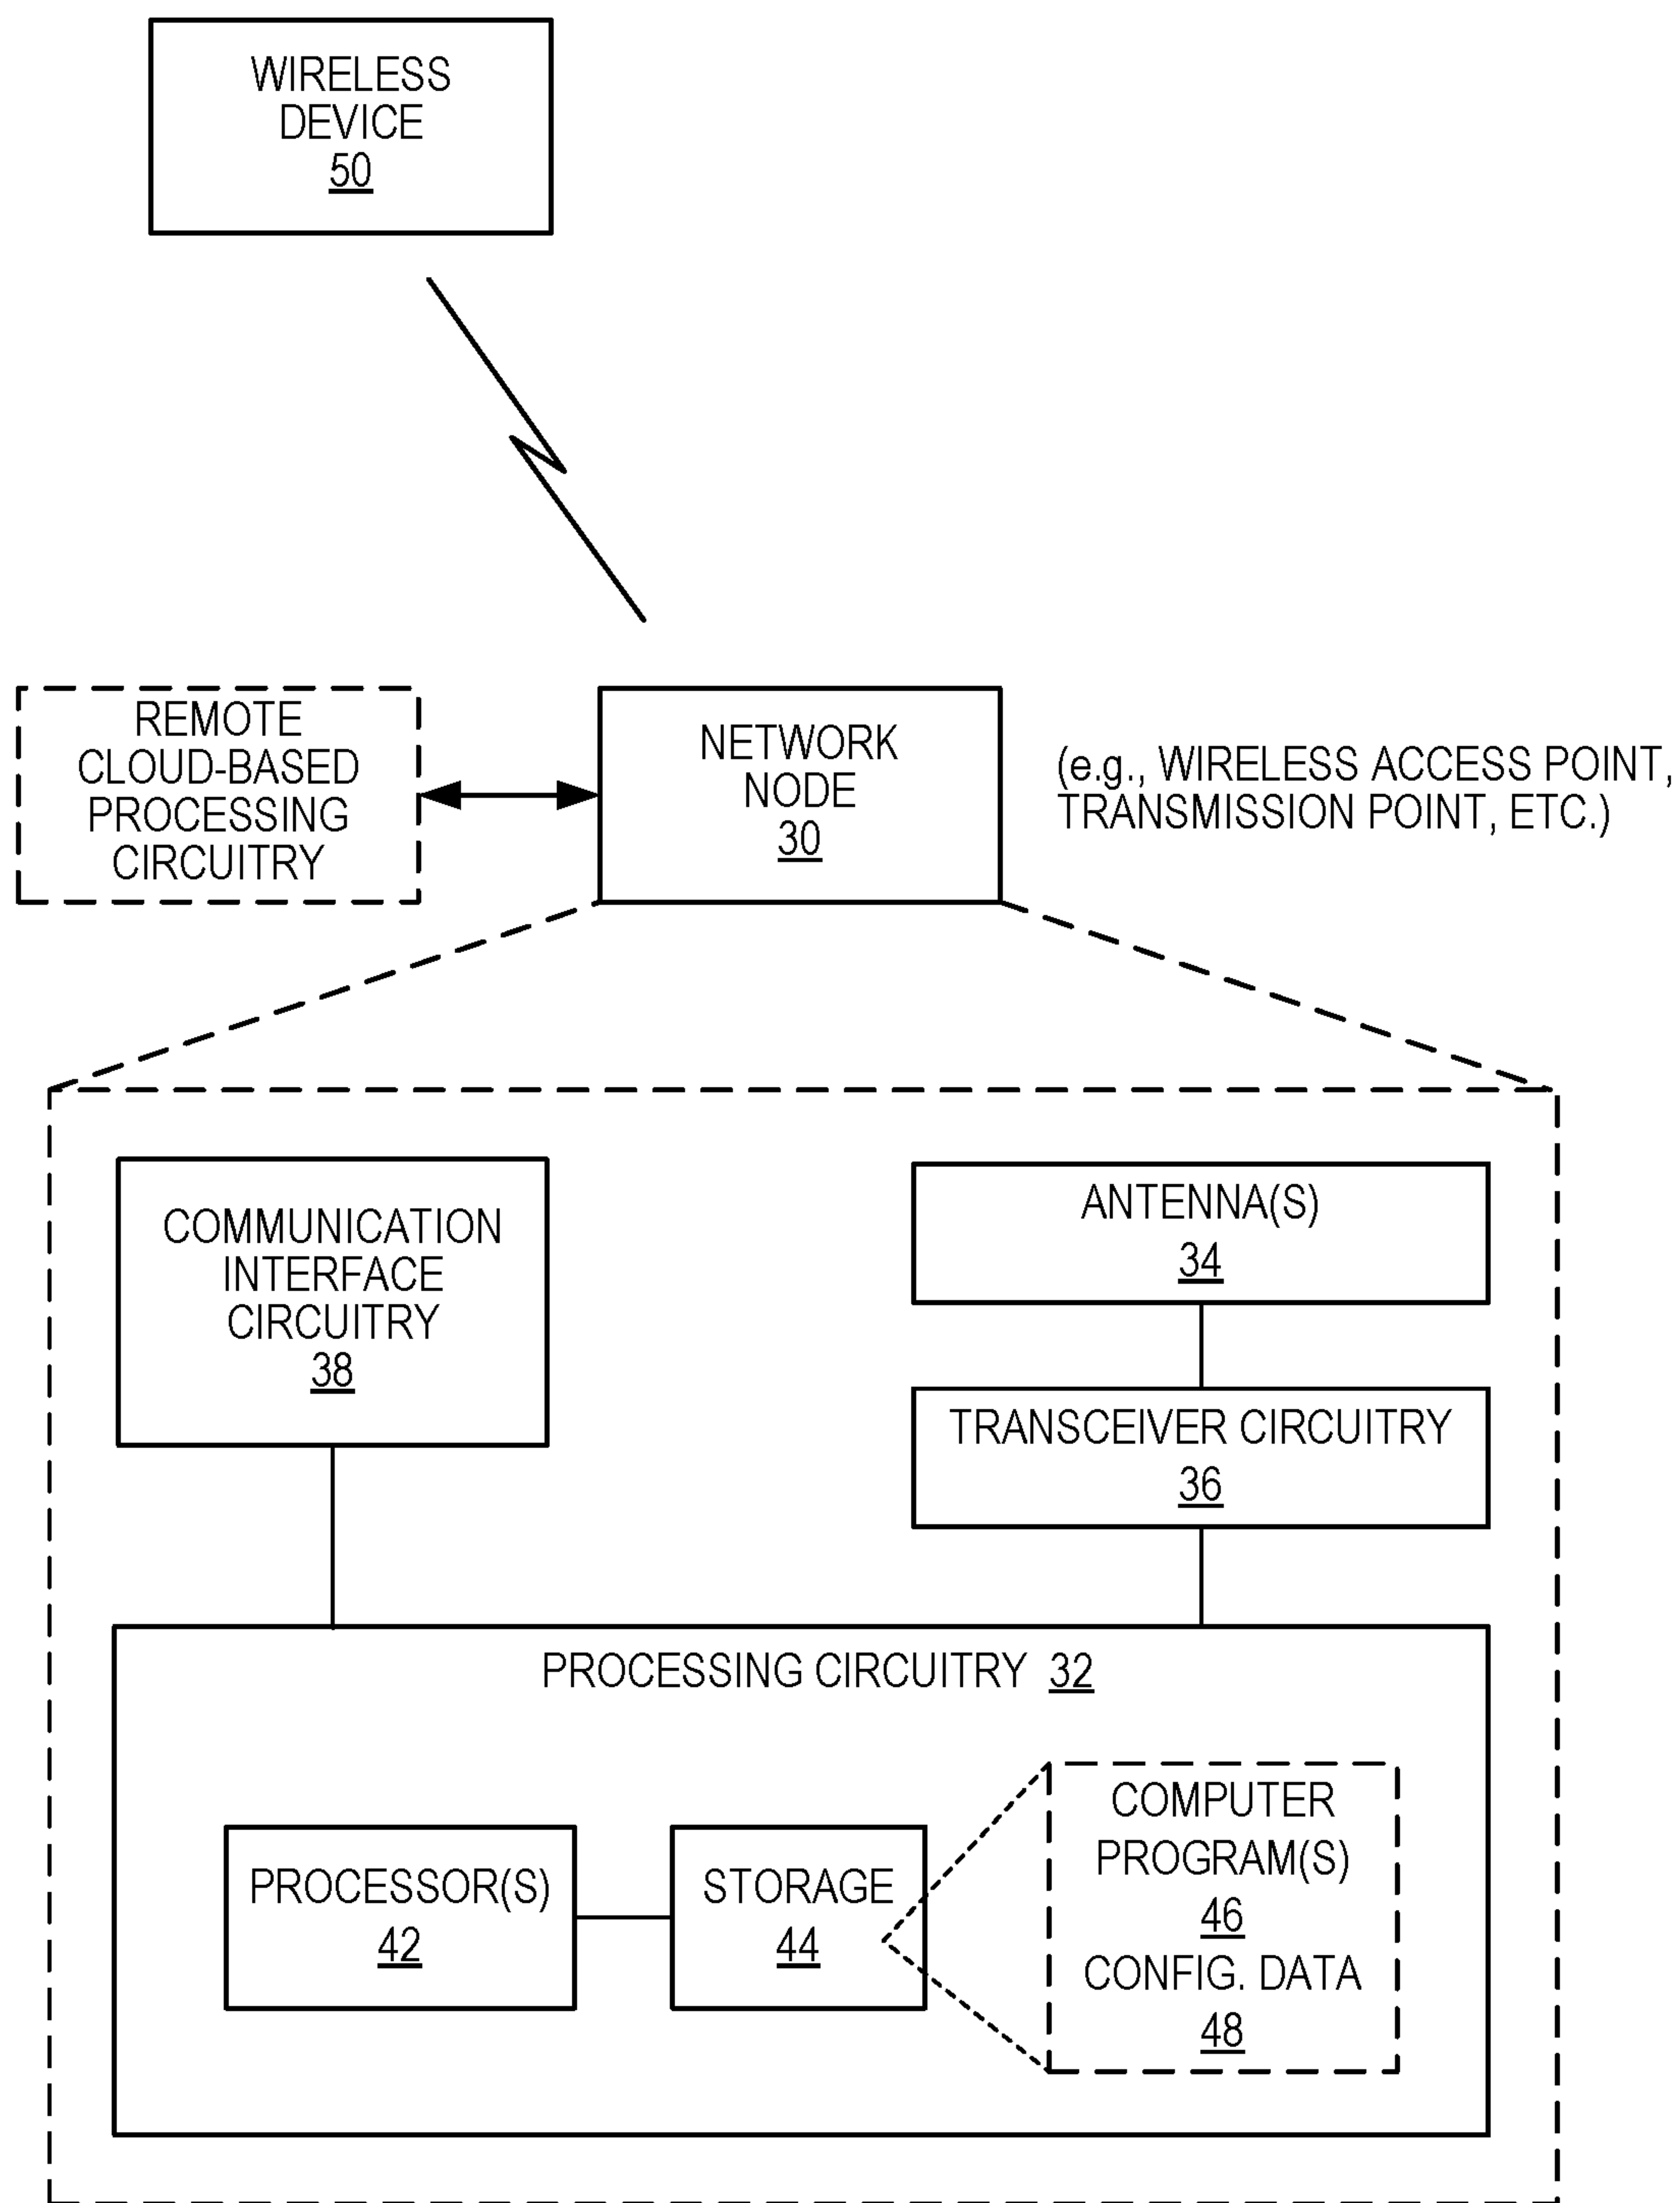 WIRELESS
DEVICE
50
REMOTE
CLOUD-BASED
PROCESSING
CIRCUITRY
NETWORK
NODE
30
(e.g., WIRELESS ACCESS POINT,
TRANSMISSION POINT, ETC.)
COMMUNICATION
INTERFACE
CIRCUITRY
38
ANTENNA(S)
34
TRANSCEIVER CIRCUITRY
36
PROCESSING CIRCUITRY 32
PROCESSOR(S)
42
STORAGE
44
COMPUTER
PROGRAM(S)
46
CONFIG. DATA
48